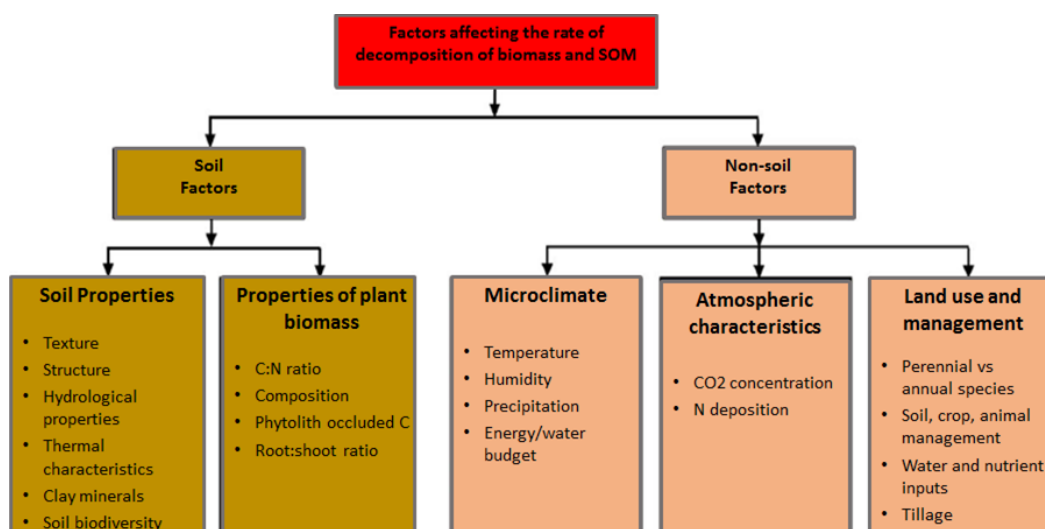 Factors affecting the rate of
decomposition of biomass and SOM
Soil
Factors
Non-soil
Factors
Soil Properties
• Texture
• Structure
• Hydrological
properties
• Thermal
characteristics
• Clay minerals
• Soil biodiversity
Properties of plant
biomass
• C:N ratio
• Composition
• Phytolith occluded C
• Root:shoot ratio
Microclimate
• Temperature
• Humidity
• Precipitation
• Energy/water
budget
Atmospheric
characteristics
• CO2 concentration
• N deposition
Land use and
management
• Perennial vs
annual species
• Soil, crop, animal
management
• Water and nutrient
inputs
• Tillage